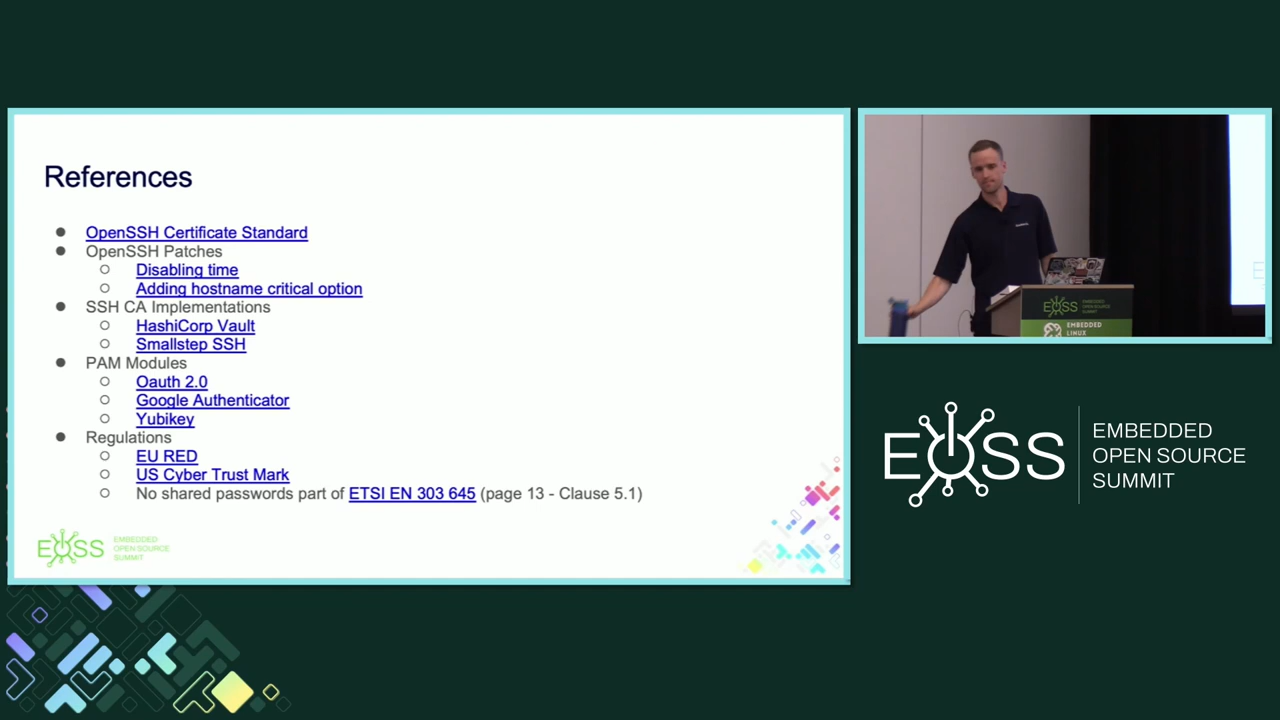 References
OpenSSH Certificate Standard
OpenSSH Patches
Disabling time
Adding hostname critical option
SSH CA Implementations
HashiCorp Vault
Smallstep SSH
PAM Modules
Oauth 2.0
Google Authenticator
Yubikey
Regulations
EU RED
US Cyber Trust Mark
No shared passwords part of ETSI EN 303 645 (page 13 - Clause 5.1)
EOSS
EMBEDDED
OPEN SOURCE
SUMMIT
EOSS
EMBEDDED
LINUX
EOSS
EMBEDDED
OPEN SOURCE
SUMMIT